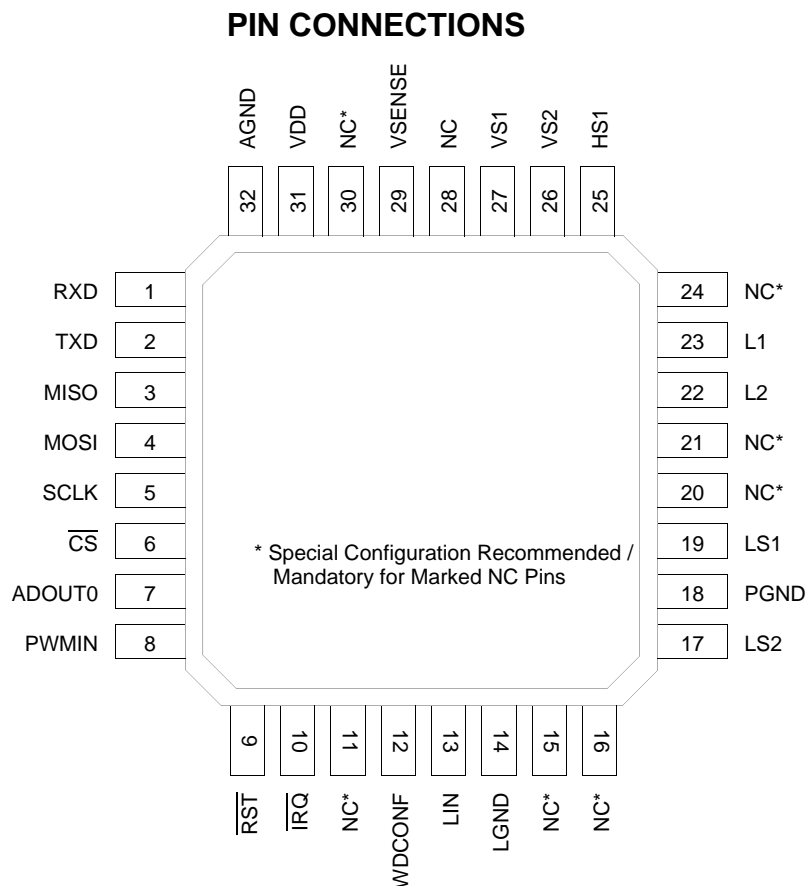 PIN CONNECTIONS
AGND
VDD
NC*
VSENSE
NC
VS1
VS2
HS1
32
31
30
29
28
27
26
25
RXD 1
TXD 2
MISO 3
MOSI 4
SCLK 5
CS 6
ADOUT0 7
PWMIN 8
24 NC*
23 L1
22 L2
21 NC*
20 NC*
19 LS1
18 PGND
17 LS2
* Special Configuration Recommended /
Mandatory for Marked NC Pins
9
10
11
12
13
14
15
16
RST
IRQ
NC*
WDCONF
LIN
LGND
NC*
NC*